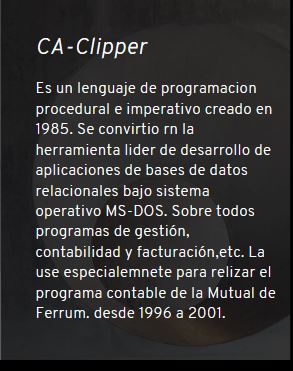 CA-Clipper
Es un lenguaje de programacion
procedural e imperativo creado en
1985. Se convirtio rn la
herramienta lider de desarrollo de
aplicaciones de bases de datos
relacionales bajo sistema
operativo MS-DOS. Sobre todos
programas de gestión,
contabilidad y facturación,etc. La
use especialemnete para relizar el
programa contable de la Mutual de
Ferrum. desde 1996 a 2001.